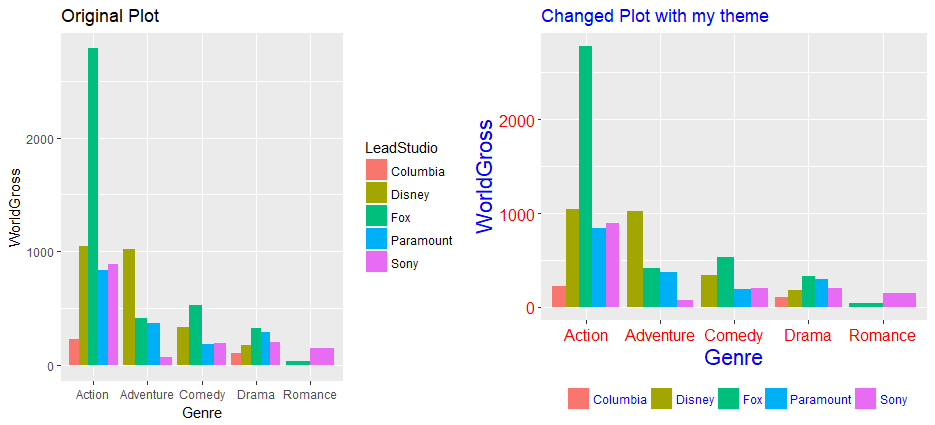 Original Plot
WorldGross
2000
1000
0
Action Adventure Comedy Drama Romance
Genre
LeadStudio
Columbia
Disney
Fox
Paramount
Sony
Changed Plot with my theme
WorldGross
2000
1000
0
Action Adventure Comedy Drama Romance
Genre
Columbia Disney Fox Paramount Sony